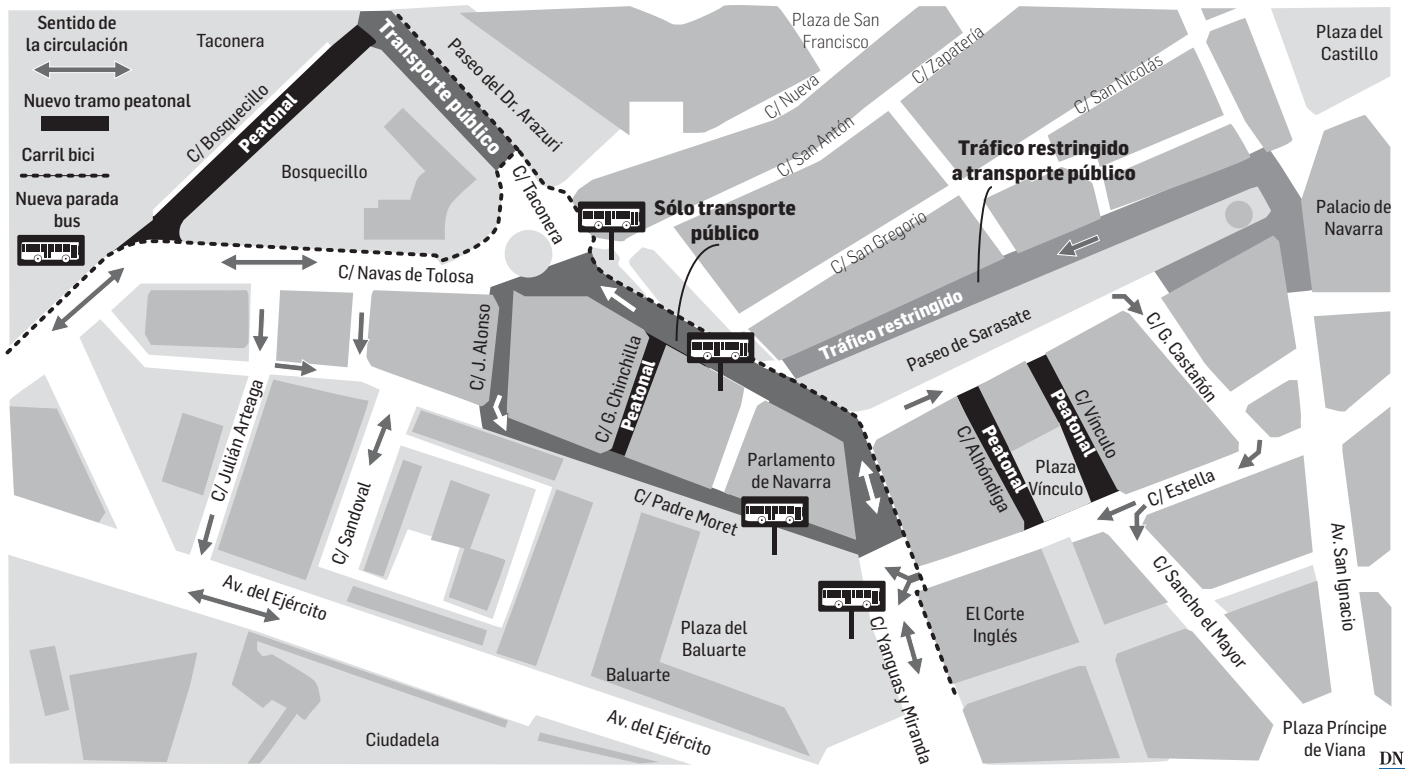 Sentido de
la circulación
Nuevo tramo peatonal
Carril bici
Nueva parada
bus
Taconera
C/ Bosquecillo
Peatonal
Bosquecillo
Transporte público
Paseo del Dr. Arazuri
C/ Taconera
Plaza de San
Francisco
C/ Nueva
C/ Zapatería
C/ San Antón
C/ San Nicolás
Plaza del
Castillo
Tráfico restringido
a transporte público
Sólo transporte
público
C/ San Gregorio
Palacio de
Navarra
C/ Navas de Tolosa
Tráfico restringido
Paseo de Sarasate
C/ G. Castañón
C/ J. Alonso
C/ G. Chinchilla
Peatonal
C/ Julián Arteaga
C/ Sandoval
Parlamento
de Navarra
C/ Padre Moret
Peatonal
C/ Alhóndiga
Plaza
Vínculo
Peatonal
C/ Vínculo
C/ Estella
Av. San Ignacio
C/ Sancho el Mayor
El Corte
Inglés
C/ Yanguas y Miranda
Av. del Ejército
Plaza del
Baluarte
Baluarte
Av. del Ejército
Ciudadela
Plaza Príncipe
de Viana
DN